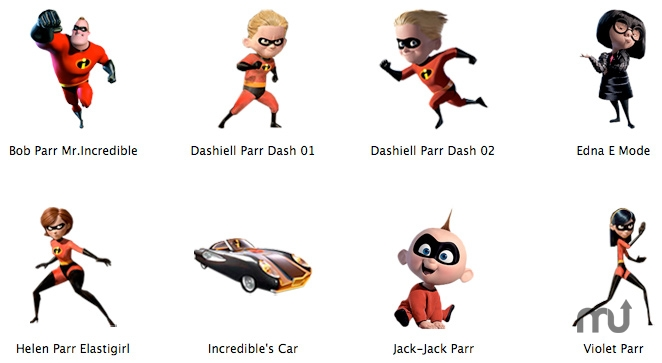 Bob Parr Mr.Incredible
Dashiell Parr Dash 01
Dashiell Parr Dash 02
Edna E Mode
Helen Parr Elastigirl
Incredible's Car
Jack-Jack Parr
Violet Parr